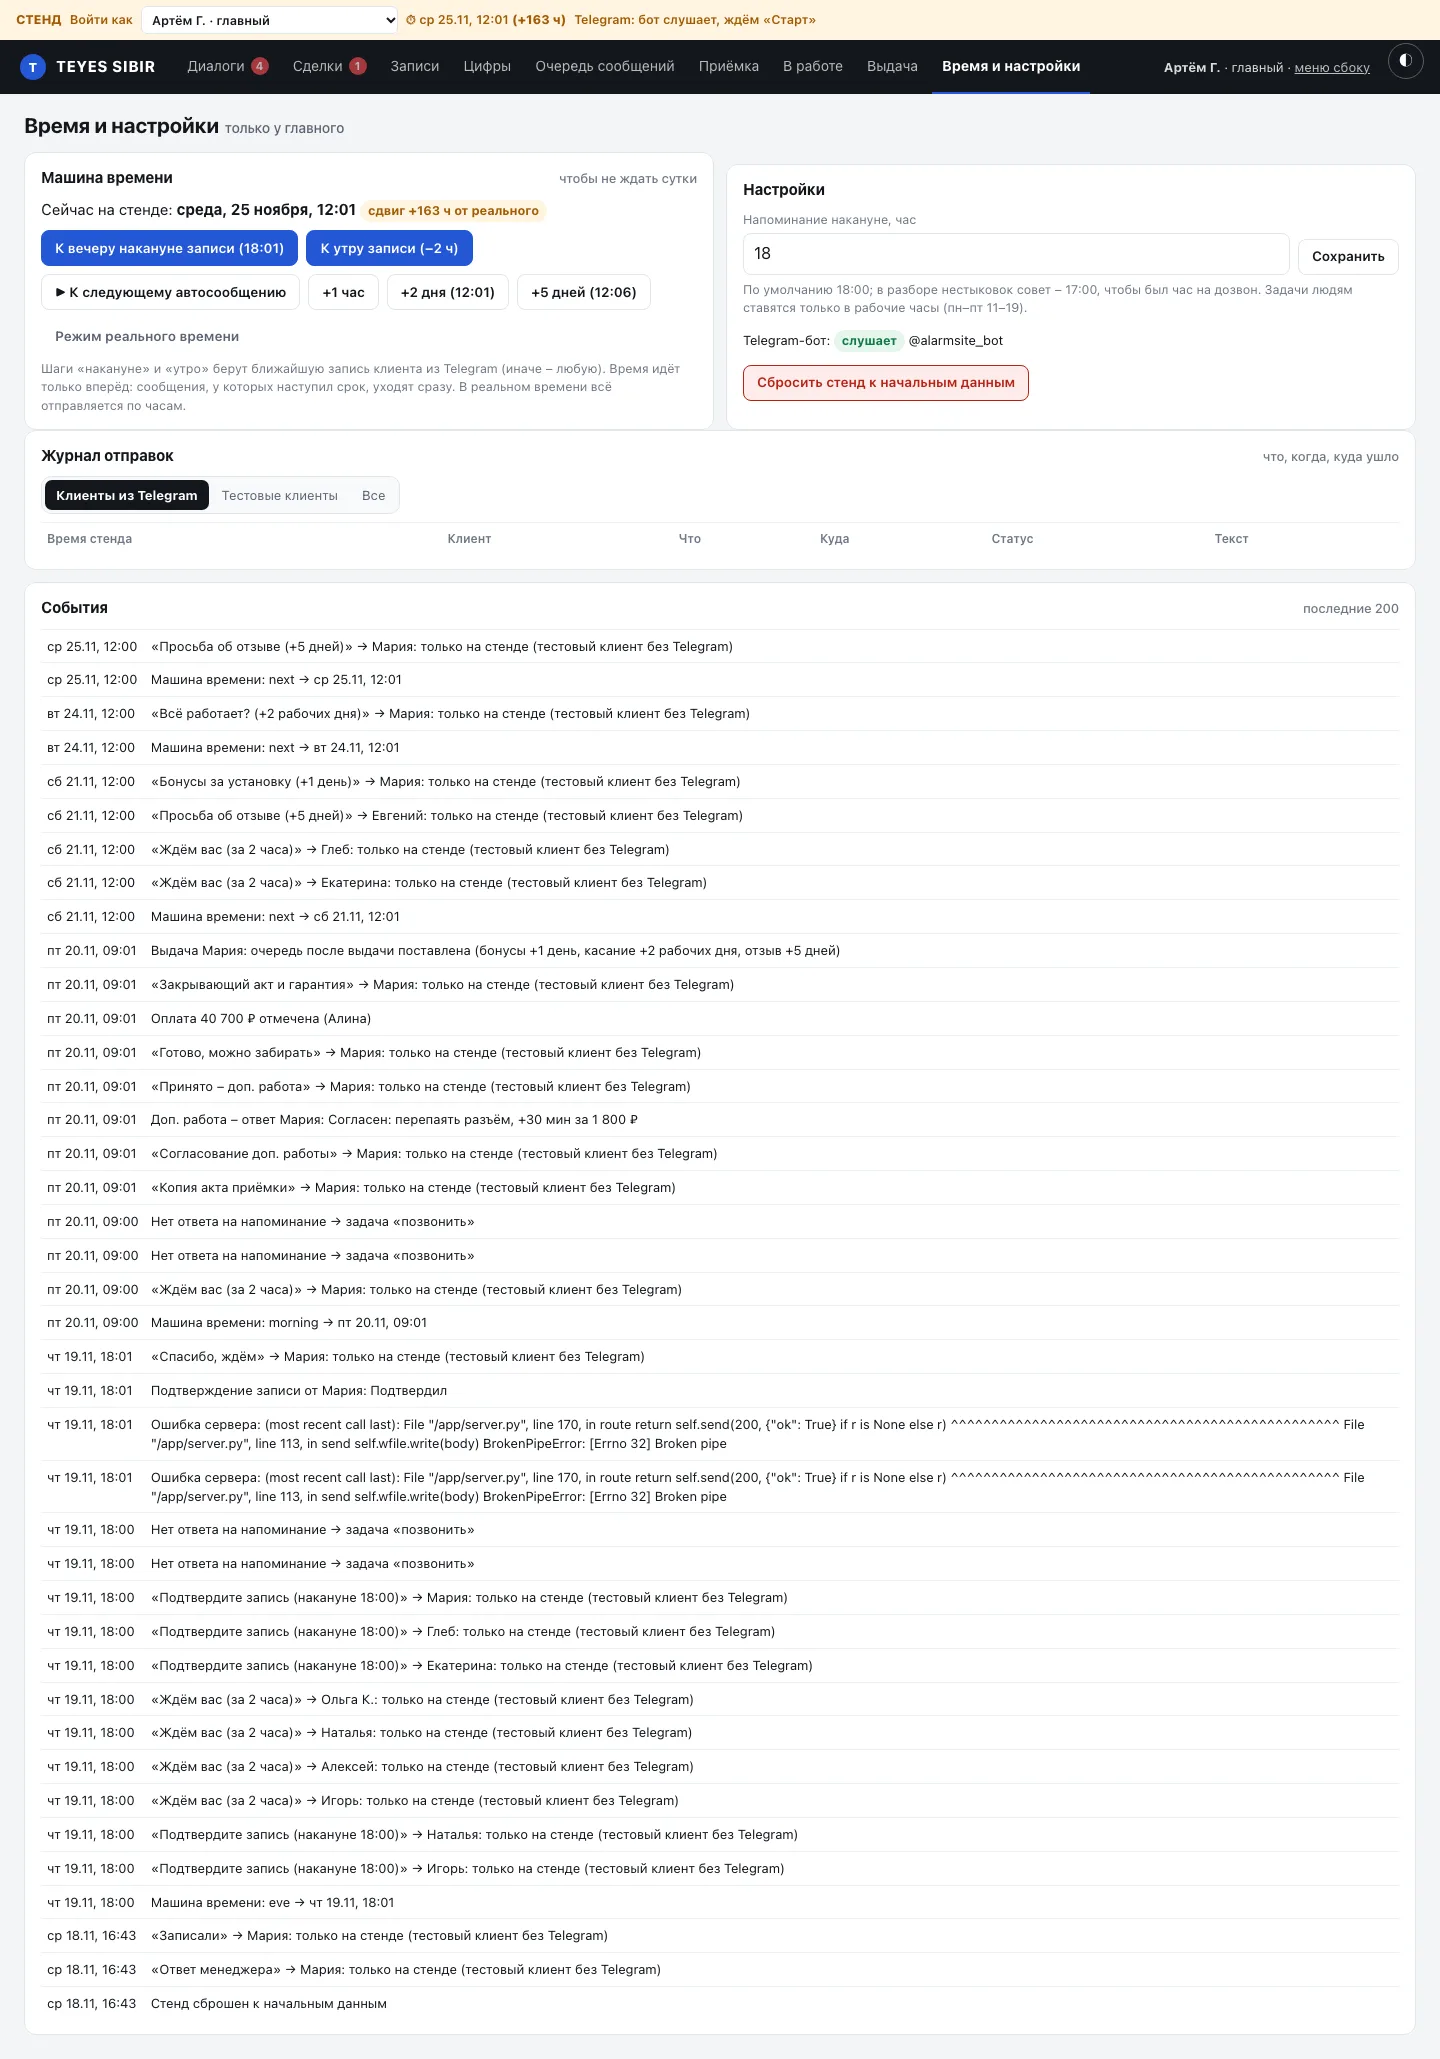 СТЕНД Войти как Артём Г. · главный ⏱ ср 25.11, 12:01 (+163 ч) Telegram: бот слушает, ждём «Старт»
T TEYES SIBIR Диалоги 4 Сделки 1 Записи Цифры Очередь сообщений Приёмка В работе Выдача Время и настройки Артём Г. · главный · меню сбоку
Время и настройки только у главного
Машина времени чтобы не ждать сутки
Сейчас на стенде: среда, 25 ноября, 12:01 сдвиг +163 ч от реального
К вечеру накануне записи (18:01) К утру записи (−2 ч)
▶ К следующему автосообщению +1 час +2 дня (12:01) +5 дней (12:06)
Режим реального времени
Шаги «накануне» и «утро» берут ближайшую запись клиента из Telegram (иначе – любую). Время идёт
только вперёд: сообщения, у которых наступил срок, уходят сразу. В реальном времени всё
отправляется по часам.
Настройки
Напоминание накануне, час
18 Сохранить
По умолчанию 18:00; в разборе нестыковок совет – 17:00, чтобы был час на дозвон. Задачи людям
ставятся только в рабочие часы (пн–пт 11–19).
Telegram-бот: слушает @alarmsite_bot
Сбросить стенд к начальным данным
Журнал отправок что, когда, куда ушло
Клиенты из Telegram Тестовые клиенты Все
Время стенда Клиент Что Куда Статус Текст
События последние 200
ср 25.11, 12:00 «Просьба об отзыве (+5 дней)» → Мария: только на стенде (тестовый клиент без Telegram)
ср 25.11, 12:00 Машина времени: next → ср 25.11, 12:01
вт 24.11, 12:00 «Всё работает? (+2 рабочих дня)» → Мария: только на стенде (тестовый клиент без Telegram)
вт 24.11, 12:00 Машина времени: next → вт 24.11, 12:01
сб 21.11, 12:00 «Бонусы за установку (+1 день)» → Мария: только на стенде (тестовый клиент без Telegram)
сб 21.11, 12:00 «Просьба об отзыве (+5 дней)» → Евгений: только на стенде (тестовый клиент без Telegram)
сб 21.11, 12:00 «Ждём вас (за 2 часа)» → Глеб: только на стенде (тестовый клиент без Telegram)
сб 21.11, 12:00 «Ждём вас (за 2 часа)» → Екатерина: только на стенде (тестовый клиент без Telegram)
сб 21.11, 12:00 Машина времени: next → сб 21.11, 12:01
пт 20.11, 09:01 Выдача Мария: очередь после выдачи поставлена (бонусы +1 день, касание +2 рабочих дня, отзыв +5 дней)
пт 20.11, 09:01 «Закрывающий акт и гарантия» → Мария: только на стенде (тестовый клиент без Telegram)
пт 20.11, 09:01 Оплата 40 700 ₽ отмечена (Алина)
пт 20.11, 09:01 «Готово, можно забирать» → Мария: только на стенде (тестовый клиент без Telegram)
пт 20.11, 09:01 «Принято – доп. работа» → Мария: только на стенде (тестовый клиент без Telegram)
пт 20.11, 09:01 Доп. работа – ответ Мария: Согласен: перепаять разъём, +30 мин за 1 800 ₽
пт 20.11, 09:01 «Согласование доп. работы» → Мария: только на стенде (тестовый клиент без Telegram)
пт 20.11, 09:01 «Копия акта приёмки» → Мария: только на стенде (тестовый клиент без Telegram)
пт 20.11, 09:00 Нет ответа на напоминание → задача «позвонить»
пт 20.11, 09:00 Нет ответа на напоминание → задача «позвонить»
пт 20.11, 09:00 «Ждём вас (за 2 часа)» → Мария: только на стенде (тестовый клиент без Telegram)
пт 20.11, 09:00 Машина времени: morning → пт 20.11, 09:01
чт 19.11, 18:01 «Спасибо, ждём» → Мария: только на стенде (тестовый клиент без Telegram)
чт 19.11, 18:01 Подтверждение записи от Мария: Подтвердил
чт 19.11, 18:01 Ошибка сервера: (most recent call last): File "/app/server.py", line 170, in route return self.send(200, {"ok": True} if r is None else r) ^^^^^^^^^^^^^^^^^^^^^^^^^^^^^^^^^^^^^^^^^^^^^^^^ File
"/app/server.py", line 113, in send self.wfile.write(body) BrokenPipeError: [Errno 32] Broken pipe
чт 19.11, 18:01 Ошибка сервера: (most recent call last): File "/app/server.py", line 170, in route return self.send(200, {"ok": True} if r is None else r) ^^^^^^^^^^^^^^^^^^^^^^^^^^^^^^^^^^^^^^^^^^^^^^^^ File
"/app/server.py", line 113, in send self.wfile.write(body) BrokenPipeError: [Errno 32] Broken pipe
чт 19.11, 18:00 Нет ответа на напоминание → задача «позвонить»
чт 19.11, 18:00 Нет ответа на напоминание → задача «позвонить»
чт 19.11, 18:00 «Подтвердите запись (накануне 18:00)» → Мария: только на стенде (тестовый клиент без Telegram)
чт 19.11, 18:00 «Подтвердите запись (накануне 18:00)» → Глеб: только на стенде (тестовый клиент без Telegram)
чт 19.11, 18:00 «Подтвердите запись (накануне 18:00)» → Екатерина: только на стенде (тестовый клиент без Telegram)
чт 19.11, 18:00 «Ждём вас (за 2 часа)» → Ольга К.: только на стенде (тестовый клиент без Telegram)
чт 19.11, 18:00 «Ждём вас (за 2 часа)» → Наталья: только на стенде (тестовый клиент без Telegram)
чт 19.11, 18:00 «Ждём вас (за 2 часа)» → Алексей: только на стенде (тестовый клиент без Telegram)
чт 19.11, 18:00 «Ждём вас (за 2 часа)» → Игорь: только на стенде (тестовый клиент без Telegram)
чт 19.11, 18:00 «Подтвердите запись (накануне 18:00)» → Наталья: только на стенде (тестовый клиент без Telegram)
чт 19.11, 18:00 «Подтвердите запись (накануне 18:00)» → Игорь: только на стенде (тестовый клиент без Telegram)
чт 19.11, 18:00 Машина времени: eve → чт 19.11, 18:01
ср 18.11, 16:43 «Записали» → Мария: только на стенде (тестовый клиент без Telegram)
ср 18.11, 16:43 «Ответ менеджера» → Мария: только на стенде (тестовый клиент без Telegram)
ср 18.11, 16:43 Стенд сброшен к начальным данным